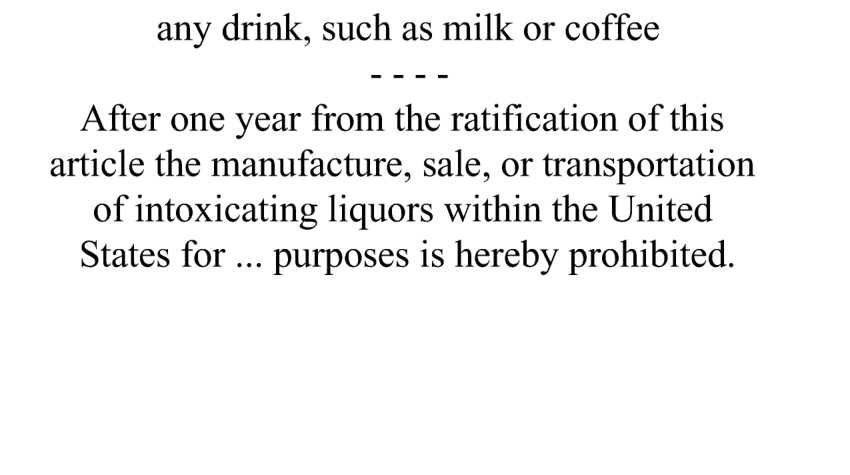 any drink, such as milk or coffee
- - - -
After one year from the ratification of this
article the manufacture, sale, or transportation
of intoxicating liquors within the United
States for ... purposes is hereby prohibited.